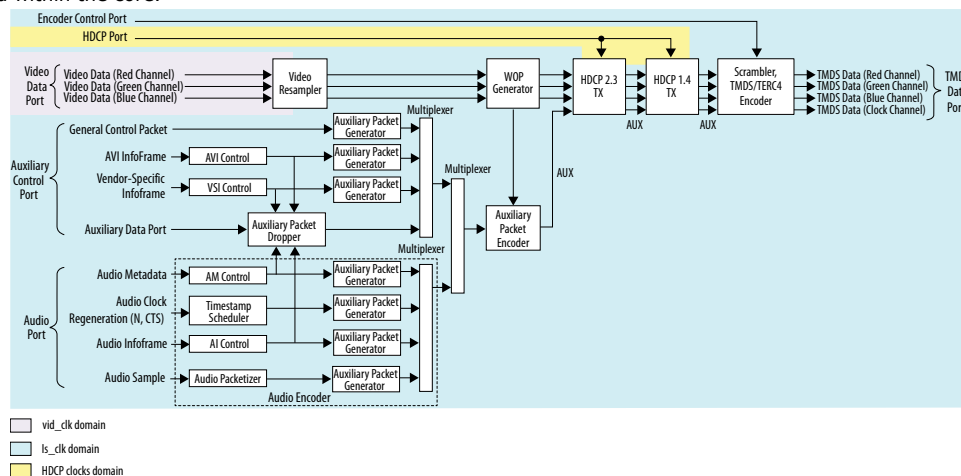 d within the core.
Encoder Control Port
HDCP Port
Video
Data
Port
Video Data (Red Channel)
Video Data (Green Channel)
Video Data (Blue Channel)
Video
Resampler
WOP
Generator
HDCP 2.3
TX
HDCP 1.4
TX
Scrambler,
TMDS/TERC4
Encoder
TMDS Data (Red Channel)
TMDS Data (Green Channel)
TMDS Data (Blue Channel)
TMDS Data (Clock Channel)
TMD
Dat
Por
AUX
AUX
Auxiliary
Control
Port
General Control Packet
Auxiliary Packet
Generator
Multiplexer
AVI InfoFrame
AVI Control
Auxiliary Packet
Generator
Vendor-Specific
Infoframe
VSI Control
Auxiliary Packet
Generator
Multiplexer
AUX
Auxiliary Data Port
Auxiliary Packet
Dropper
Auxiliary
Packet
Encoder
Multiplexer
Audio
Port
Audio Metadata
AM Control
Auxiliary Packet
Generator
Audio Clock
Regeneration (N, CTS)
Timestamp
Scheduler
Auxiliary Packet
Generator
Audio Infoframe
AI Control
Auxiliary Packet
Generator
Audio Sample
Audio Packetizer
Auxiliary Packet
Generator
Audio Encoder
vid_clk domain
ls_clk domain
HDCP clocks domain